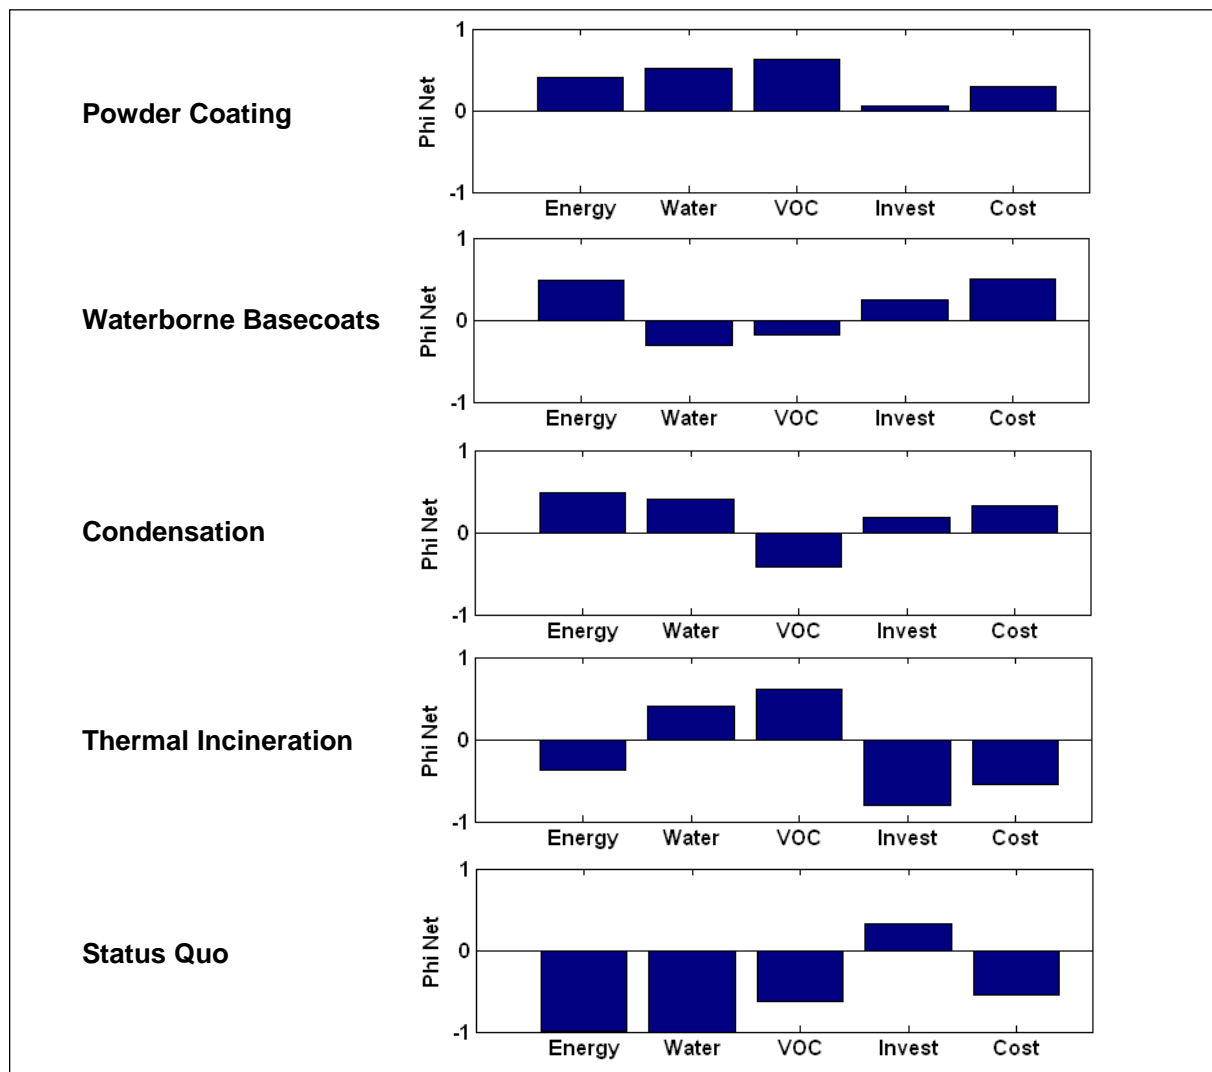 1
Powder Coating
Phi Net
0
-1
Energy Water VOC Invest Cost
1
Waterborne Basecoats
Phi Net
0
-1
Energy Water VOC Invest Cost
1
Condensation
Phi Net
0
-1
Energy Water VOC Invest Cost
1
Thermal Incineration
Phi Net
0
-1
Energy Water VOC Invest Cost
1
Status Quo
Phi Net
0
-1
Energy Water VOC Invest Cost